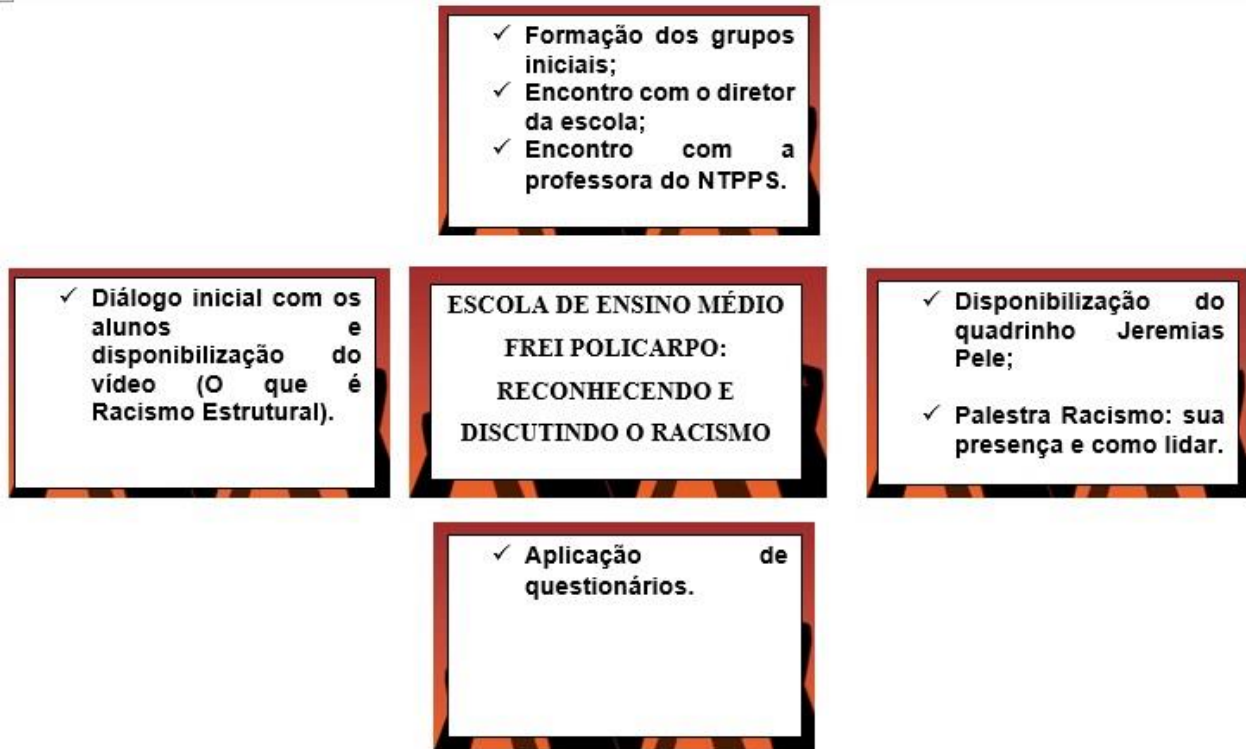 ✓ Formação dos grupos
iniciais;
✓ Encontro com o diretor
da escola;
✓ Encontro com a
professora do NTPPS.
✓ Diálogo inicial com os
alunos e
disponibilização do
vídeo (O que é
Racismo Estrutural).
ESCOLA DE ENSINO MÉDIO
FREI POLICARPO:
RECONHECENDO E
DISCUTINDO O RACISMO
✓ Disponibilização do
quadrinho Jeremias
Pele;
✓ Palestra Racismo: sua
presença e como lidar.
✓ Aplicação de
questionários.